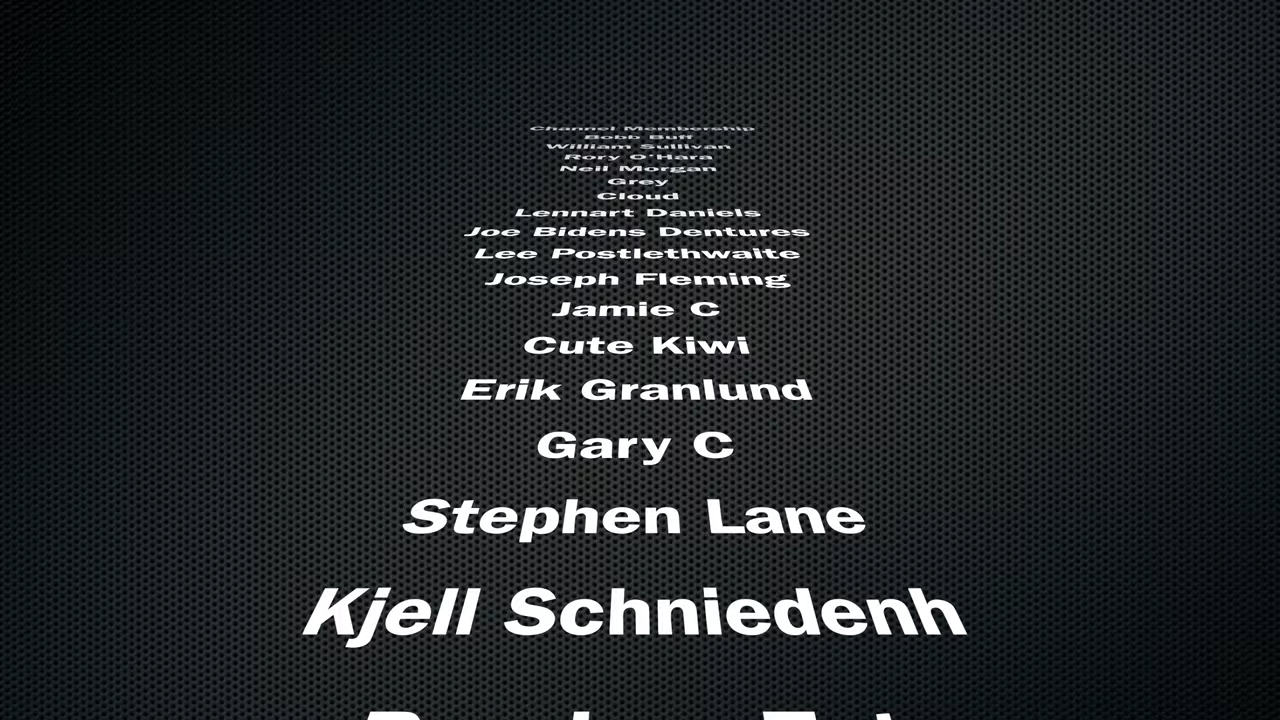 Channel Membership
Bobb Buff
William Sullivan
Rory O'Hara
Neil Morgan
Grey
Cloud
Lennart Daniels
Joe Bidens Dentures
Lee Postlethwaite
Joseph Fleming
Jamie C
Cute Kiwi
Erik Granlund
Gary C
Stephen Lane
Kjell Schniedenh